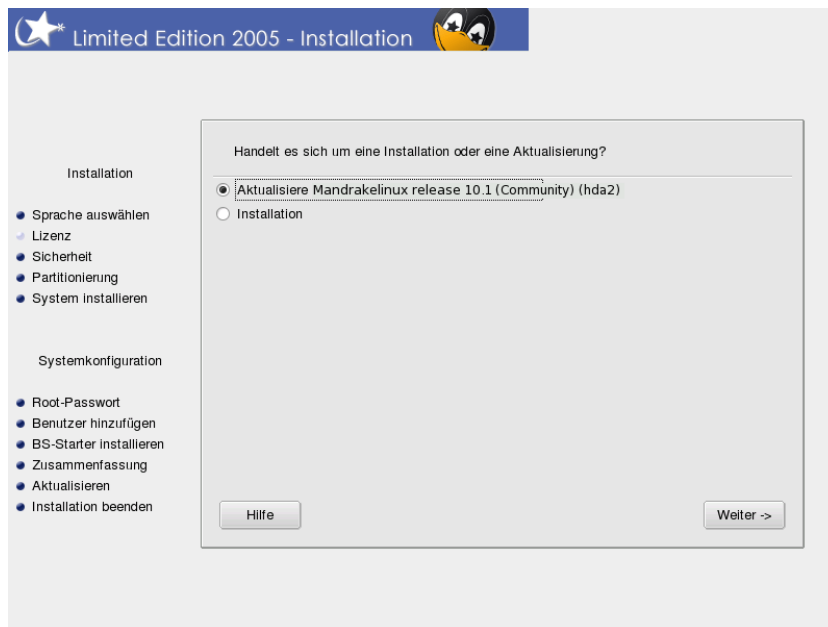 Limited Edition 2005 - Installation
Installation
Sprache auswählen
Lizenz
Sicherheit
Partitionierung
System installieren
Systemkonfiguration
Root-Passwort
Benutzer hinzufügen
BS-Starter installieren
Zusammenfassung
Aktualisieren
Installation beenden
Handelt es sich um eine Installation oder eine Aktualisierung?
Aktualisiere Mandrakelinux release 10.1 (Community) (hda2)
Installation
Hilfe
Weiter ->